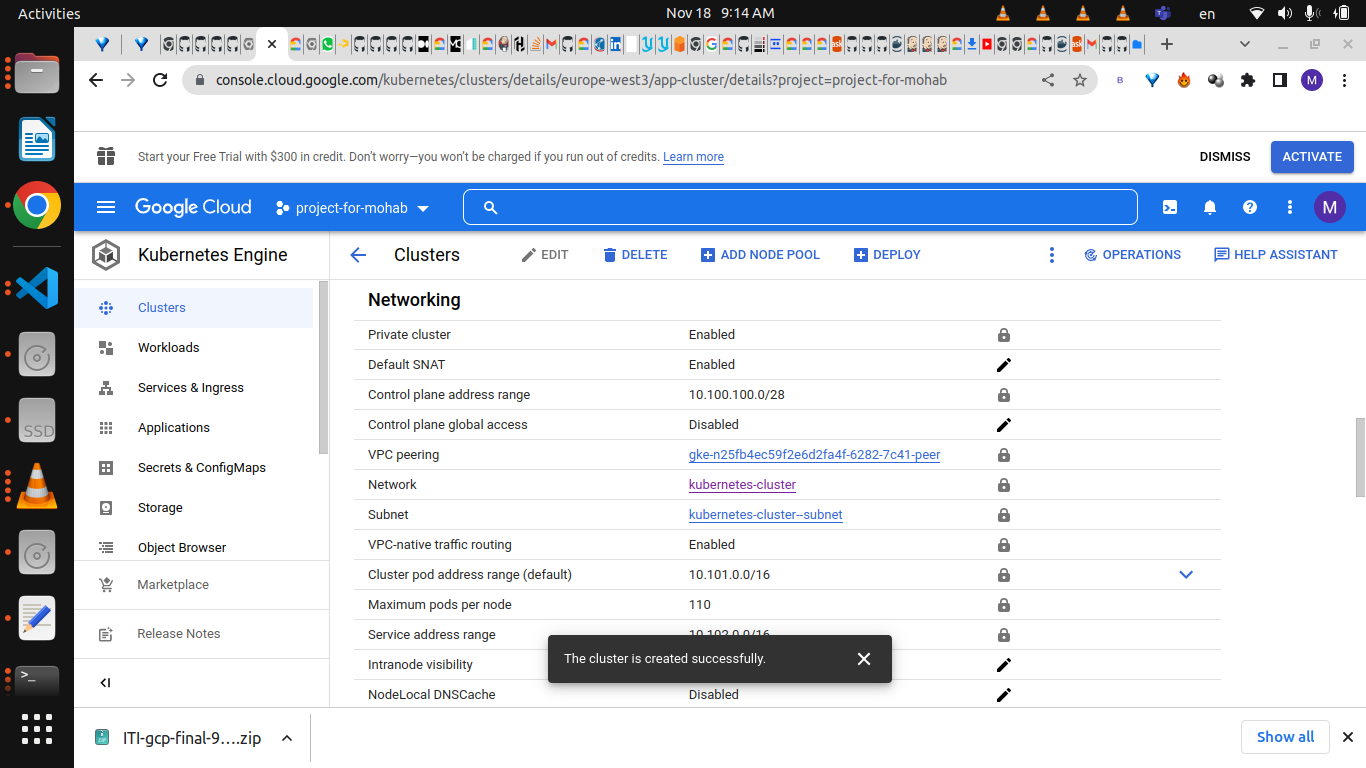 Activities
Nov 18 9:14 AM
en
console.cloud.google.com/kubernetes/clusters/details/europe-west3/app-cluster/details?project=project-for-mohab
B
M
Start your Free Trial with $300 in credit. Don't worry—you won't be charged if you run out of credits. Learn more
DISMISS
ACTIVATE
Google Cloud
project-for-mohab
M
Kubernetes Engine
Clusters
EDIT
DELETE
ADD NODE POOL
DEPLOY
OPERATIONS
HELP ASSISTANT
Clusters
Workloads
Services & Ingress
Applications
Secrets & ConfigMaps
Storage
Object Browser
Marketplace
Release Notes
Networking
Private cluster Enabled
Default SNAT Enabled
Control plane address range 10.100.100.0/28
Control plane global access Disabled
VPC peering gke-n25fb4ec59f2e6d2fa4f-6282-7c41-peer
Network kubernetes-cluster
Subnet kubernetes-cluster--subnet
VPC-native traffic routing Enabled
Cluster pod address range (default) 10.101.0.0/16
Maximum pods per node 110
Service address range 10.102.0.0/16
Intranode visibility
NodeLocal DNSCache Disabled
The cluster is created successfully.
SSD
ITI-gcp-final-9....zip
Show all